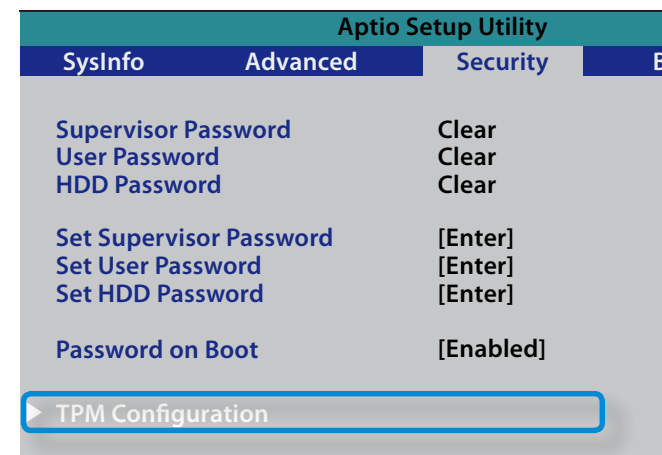 Aptio Setup Utility
SysInfo Advanced Security B
Supervisor Password Clear
User Password Clear
HDD Password Clear
Set Supervisor Password [Enter]
Set User Password [Enter]
Set HDD Password [Enter]
Password on Boot [Enabled]
TPM Configuration